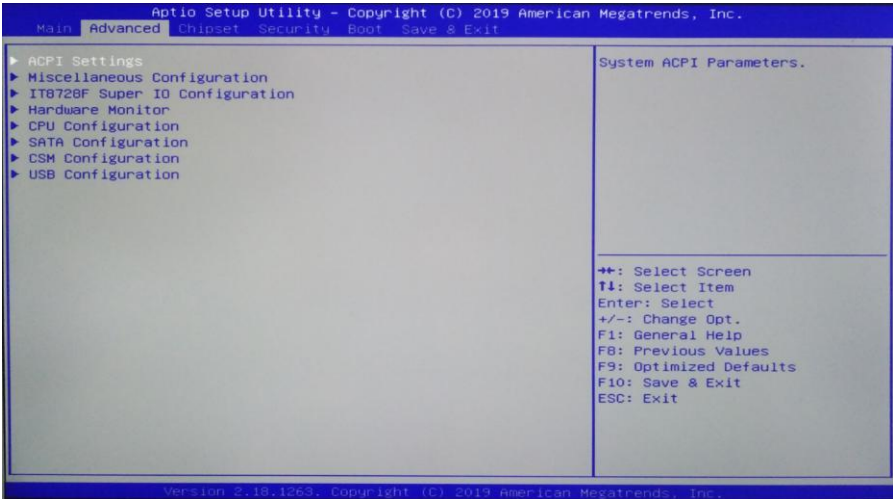 Aptio Setup Utility – Copyright (C) 2019 American Megatrends, Inc.
Main Advanced Chipset Security Boot Save & Exit
▶ ACPI Settings
▶ Miscellaneous Configuration
▶ IT8728F Super IO Configuration
▶ Hardware Monitor
▶ CPU Configuration
▶ SATA Configuration
▶ CSM Configuration
▶ USB Configuration
System ACPI Parameters.
→←: Select Screen
↑↓: Select Item
Enter: Select
+/-: Change Opt.
F1: General Help
F8: Previous Values
F9: Optimized Defaults
F10: Save & Exit
ESC: Exit
Version 2.18.1263. Copyright (C) 2019 American Megatrends, Inc.